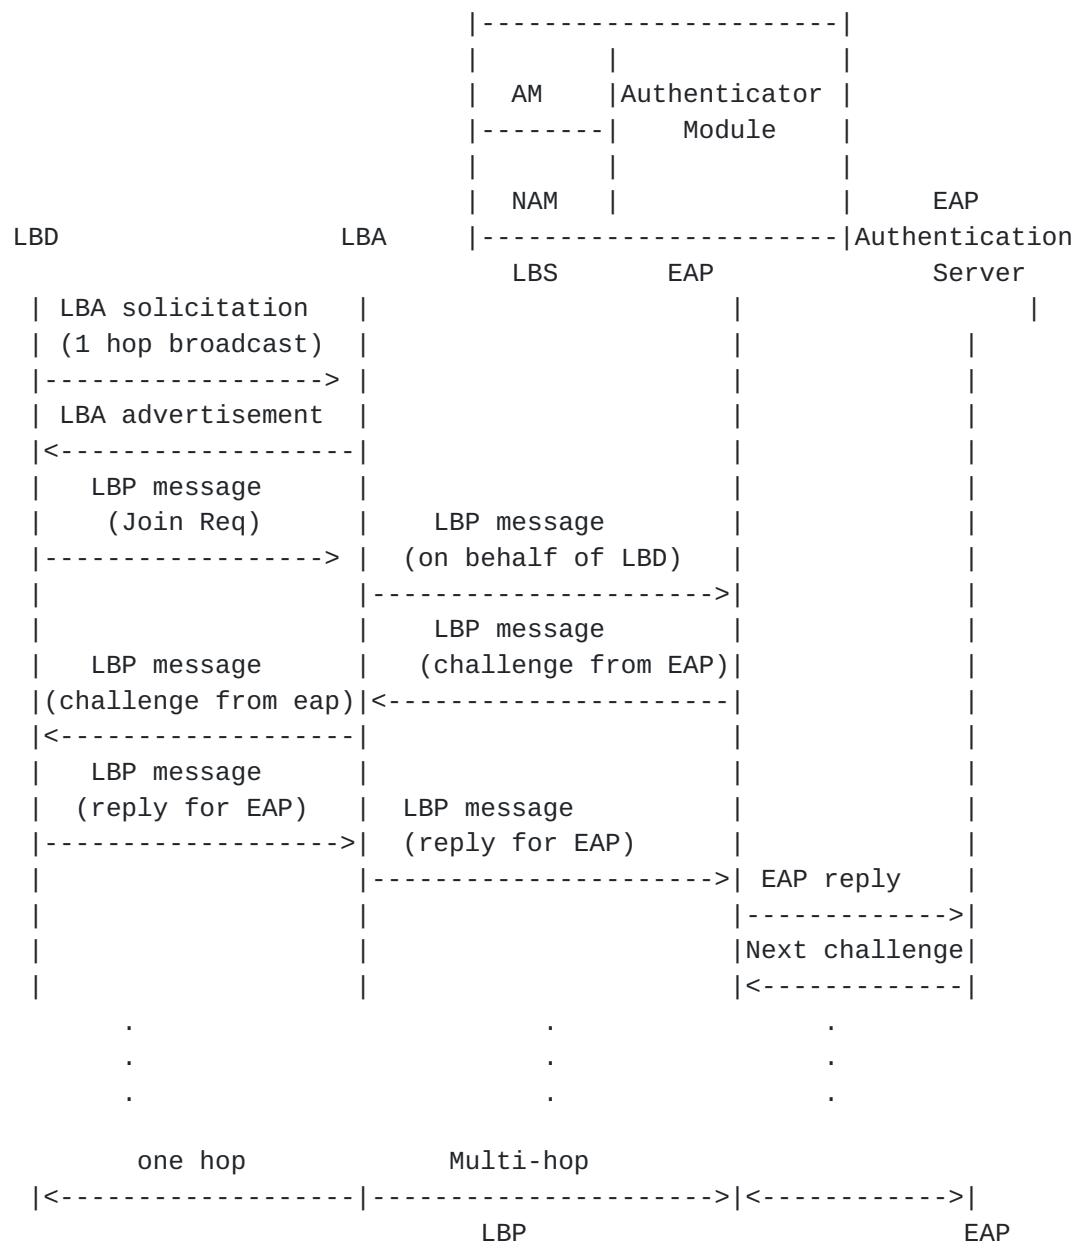 |-----------------------|
|        |              |
|  AM    |Authenticator |
|--------|    Module    |
|        |              |
|  NAM   |              |     EAP
LBD                  LBA     |-----------------------|Authentication
LBS       EAP              Server
| LBA solicitation   |                       |                  |
| (1 hop broadcast)  |                       |              |
|------------------> |                       |              |
| LBA advertisement  |                       |              |
|<-------------------|                       |              |
|   LBP message      |                       |              |
|    (Join Req)      |    LBP message        |              |
|------------------> |  (on behalf of LBD)   |              |
|                    |---------------------->|              |
|                    |    LBP message        |              |
|   LBP message      |   (challenge from EAP)|              |
|(challenge from eap)|<----------------------|              |
|<-------------------|                       |              |
|   LBP message      |                       |              |
|  (reply for EAP)   |  LBP message          |              |
|------------------->|  (reply for EAP)      |              |
|                    |---------------------->| EAP reply    |
|                    |                       |------------->|
|                    |                       |Next challenge|
|                    |                       |<-------------|
.                          .                 .
.                          .                 .
.                          .                 .
one hop             Multi-hop
|<-------------------|---------------------->|<------------>|
LBP                            EAP